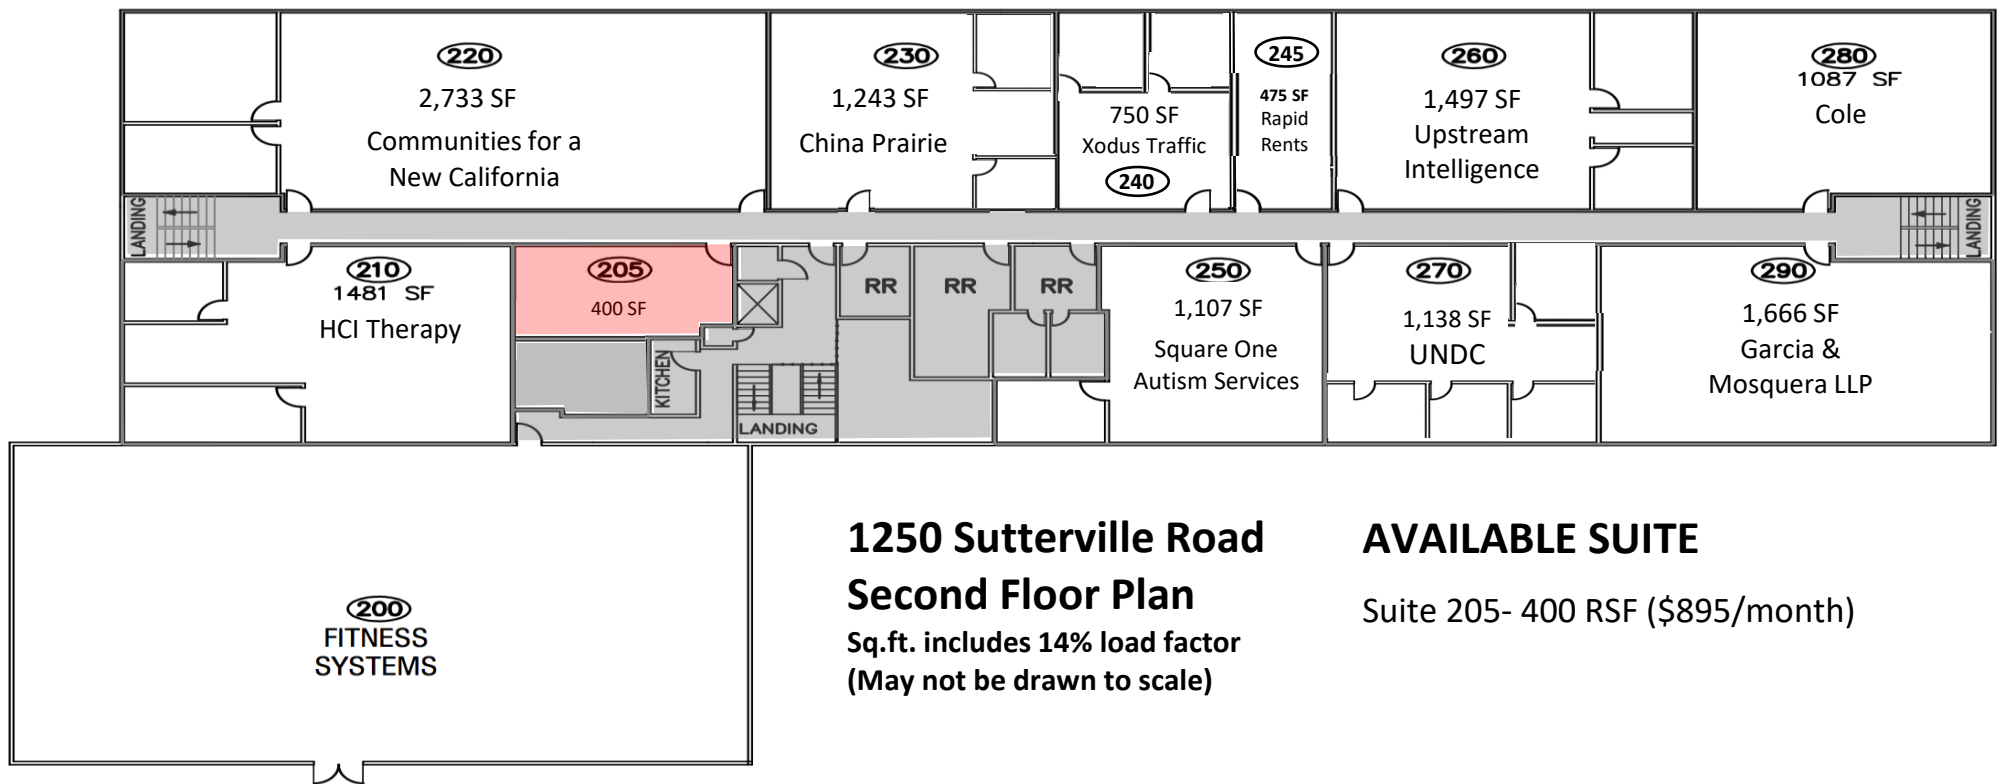 220
2,733 SF
Communities for a
New California
230
1,243 SF
China Prairie
750 SF
Xodus Traffic
240
245
475 SF
Rapid
Rents
260
1,497 SF
Upstream
Intelligence
280
1087 SF
Cole
LANDING
LANDING
210
1481 SF
HCI Therapy
205
400 SF
KITCHEN
LANDING
RR
RR
RR
250
1,107 SF
Square One
Autism Services
270
1,138 SF
UNDC
290
1,666 SF
Garcia &
Mosquera LLP
200
FITNESS
SYSTEMS
1250 Sutterville Road
Second Floor Plan
Sq.ft. includes 14% load factor
(May not be drawn to scale)
AVAILABLE SUITE
Suite 205- 400 RSF ($895/month)